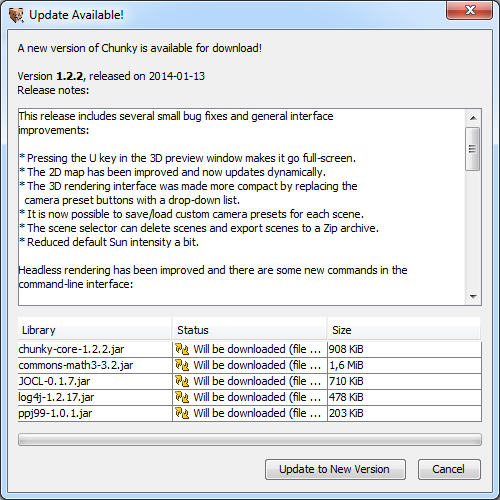 Update Available!
A new version of Chunky is available for download!
Version 1.2.2, released on 2014-01-13
Release notes:
This release includes several small bug fixes and general interface
improvements:
* Pressing the U key in the 3D preview window makes it go full-screen.
* The 2D map has been improved and now updates dynamically.
* The 3D rendering interface was made more compact by replacing the
camera preset buttons with a drop-down list.
* It is now possible to save/load custom camera presets for each scene.
* The scene selector can delete scenes and export scenes to a Zip archive.
* Reduced default Sun intensity a bit.
Headless rendering has been improved and there are some new commands in the
command-line interface:
Library Status Size
chunky-core-1.2.2.jar Will be downloaded (file ... 908 KiB
commons-math3-3.2.jar Will be downloaded (file ... 1,6 MiB
JOCL-0.1.7.jar Will be downloaded (file ... 710 KiB
log4j-1.2.17.jar Will be downloaded (file ... 478 KiB
ppj99-1.0.1.jar Will be downloaded (file ... 203 KiB
Update to New Version Cancel